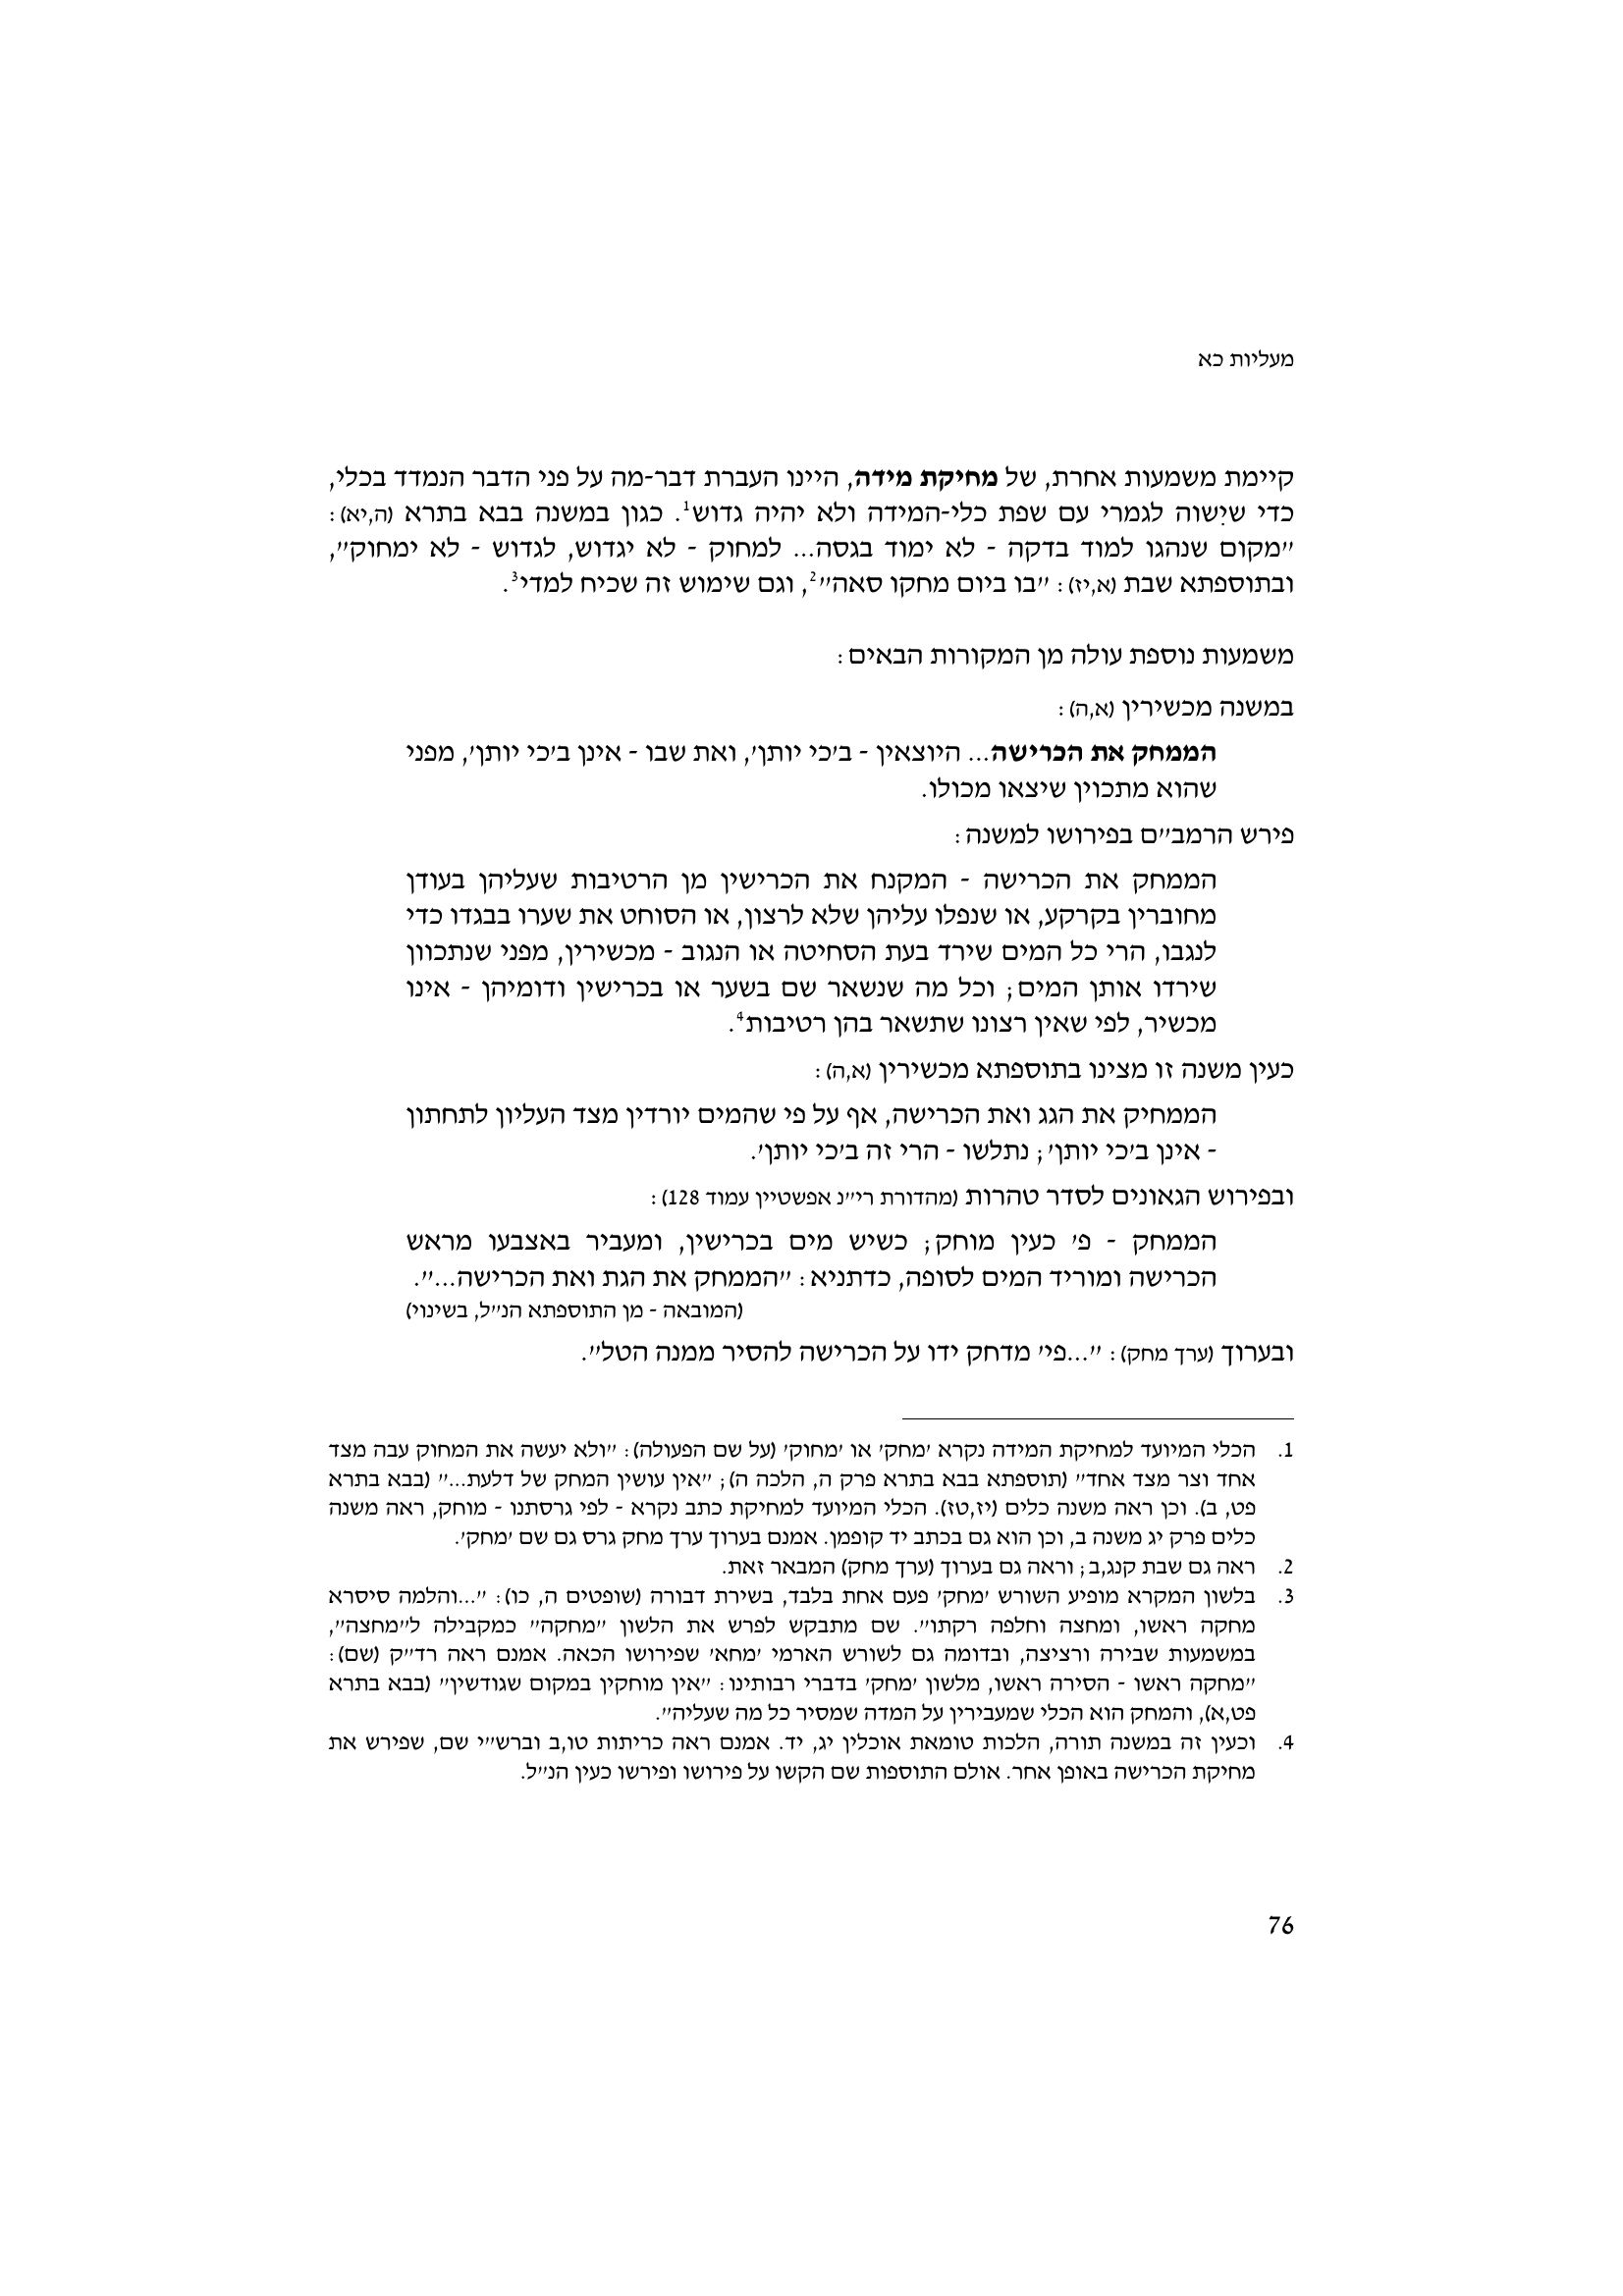 מעליות כא
קיימת משמעות אחרת, של מחיקת מידה, היינו העברת דבר-מה על פני הדבר הנמדד בכלי,
כדי שיִשוה לגמרי עם שפת כלי-המידה ולא יהיה גדוש1. כגון במשנה בבא בתרא (ה,יא):
"מקום שנהגו למוד בדקה - לא ימוד בגסה... למחוק - לא יגדוש, לגדוש - לא ימחוק",
ובתוספתא שבת (א,יז): "בו ביום מחקו סאה"2, וגם שימוש זה שכיח למדי3.
משמעות נוספת עולה מן המקורות הבאים:
במשנה מכשירין (א,ה):
הממחק את הכרישה... היוצאין - ב'כי יותן', ואת שבו - אינן ב'כי יותן', מפני
שהוא מתכוין שיצאו מכולו.
פירש הרמב"ם בפירושו למשנה:
הממחק את הכרישה - המקנח את הכרישין מן הרטיבות שעליהן בעודן
מחוברין בקרקע, או שנפלו עליהן שלא לרצון, או הסוחט את שערו בבגדו כדי
לנגבו, הרי כל המים שירד בעת הסחיטה או הנגוב - מכשירין, מפני שנתכוון
שירדו אותן המים; וכל מה שנשאר שם בשער או בכרישין ודומיהן - אינו
מכשיר, לפי שאין רצונו שתשאר בהן רטיבות4.
כעין משנה זו מצינו בתוספתא מכשירין (א,ה):
הממחיק את הגג ואת הכרישה, אף על פי שהמים יורדין מצד העליון לתחתון
- אינן ב'כי יותן'; נתלשו - הרי זה ב'כי יותן'.
ובפירוש הגאונים לסדר טהרות (מהדורת רי"נ אפשטיין עמוד 128):
הממחק - פ' כעין מוחק; כשיש מים בכרישין, ומעביר באצבעו מראש
הכרישה ומוריד המים לסופה, כדתניא: "הממחק את הגת ואת הכרישה...".
(המובאה - מן התוספתא הנ"ל, בשינוי)
ובערוך (ערך מחק): "...פי' מדחק ידו על הכרישה להסיר ממנה הטל".
1. הכלי המיועד למחיקת המידה נקרא 'מחק' או 'מחוק' (על שם הפעולה): "ולא יעשה את המחוק עבה מצד
אחד וצר מצד אחד" (תוספתא בבא בתרא פרק ה, הלכה ה); "אין עושין המחק של דלעת..." (בבא בתרא
פט, ב). וכן ראה משנה כלים (יז,טז). הכלי המיועד למחיקת כתב נקרא - לפי גרסתנו - מוחק, ראה משנה
כלים פרק יג משנה ב, וכן הוא גם בכתב יד קופמן. אמנם בערוך ערך מחק גרס גם שם 'מחק'.
2. ראה גם שבת קנג,ב; וראה גם בערוך (ערך מחק) המבאר זאת.
3. בלשון המקרא מופיע השורש 'מחק' פעם אחת בלבד, בשירת דבורה (שופטים ה, כו): "...והלמה סיסרא
מחקה ראשו, ומחצה וחלפה רקתו". שם מתבקש לפרש את הלשון "מחקה" כמקבילה ל"מחצה",
במשמעות שבירה ורציצה, ובדומה גם לשורש הארמי 'מחא' שפירושו הכאה. אמנם ראה רד"ק (שם):
"מחקה ראשו - הסירה ראשו, מלשון 'מחק' בדברי רבותינו: "אין מוחקין במקום שגודשין" (בבא בתרא
פט,א), והמחק הוא הכלי שמעבירין על המדה שמסיר כל מה שעליה".
4. וכעין זה במשנה תורה, הלכות טומאת אוכלין יג, יד. אמנם ראה כריתות טו,ב וברש"י שם, שפירש את
מחיקת הכרישה באופן אחר. אולם התוספות שם הקשו על פירושו ופירשו כעין הנ"ל.
76